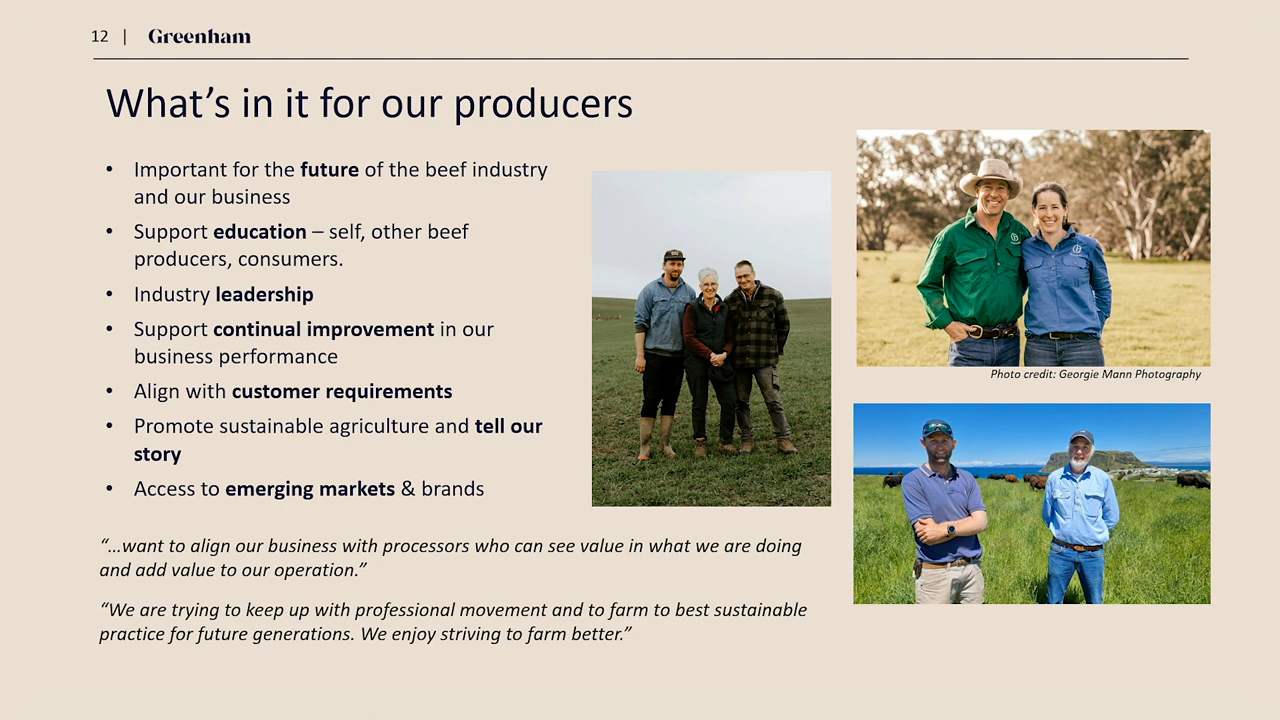 12 | Greenham
What’s in it for our producers
• Important for the future of the beef industry
and our business
• Support education – self, other beef
producers, consumers.
• Industry leadership
• Support continual improvement in our
business performance
• Align with customer requirements
• Promote sustainable agriculture and tell our
story
• Access to emerging markets & brands
“…want to align our business with processors who can see value in what we are doing
and add value to our operation.”
“We are trying to keep up with professional movement and to farm to best sustainable
practice for future generations. We enjoy striving to farm better.”
Photo credit: Georgie Mann Photography